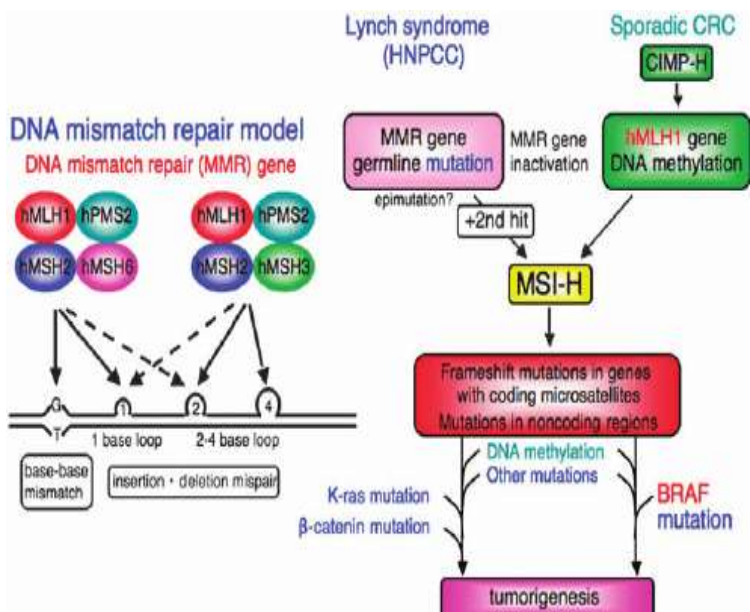 DNA mismatch repair model
DNA mismatch repair (MMR) gene
hMLH1 hPMS2
hMSH2 hMSH6
hMLH1 hPMS2
hMSH2 hMSH3
G
T
1
2
4
1 base loop
2-4 base loop
base-base
mismatch
insertion・deletion mispair
Lynch syndrome
(HNPCC)
Sporadic CRC
CIMP-H
MMR gene
germline mutation
MMR gene
inactivation
hMLH1 gene
DNA methylation
epimutation?
+2nd hit
MSI-H
Frameshift mutations in genes
with coding microsatellites
Mutations in noncoding regions
DNA methylation
Other mutations
K-ras mutation
β-catenin mutation
BRAF
mutation
tumorigenesis